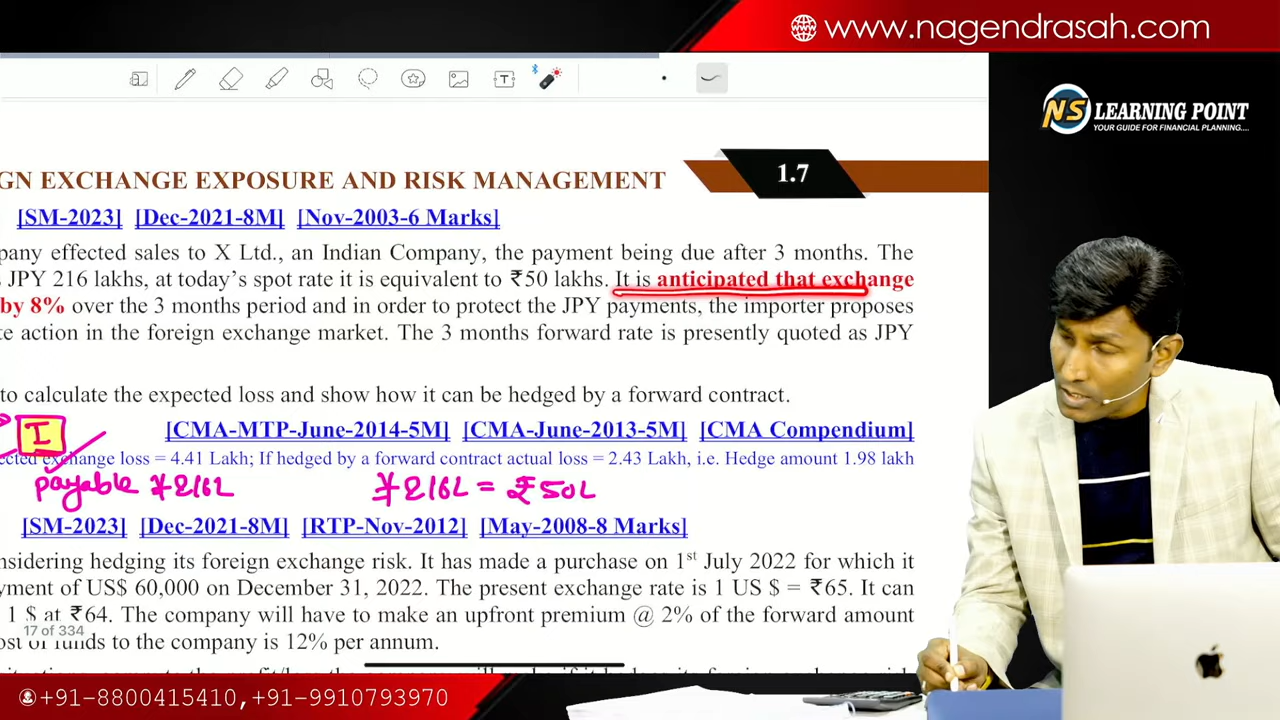 www.nagendrasah.com
NS LEARNING POINT
YOUR GUIDE FOR FINANCIAL PLANNING....
GN EXCHANGE EXPOSURE AND RISK MANAGEMENT
1.7
[SM-2023] [Dec-2021-8M] [Nov-2003-6 Marks]
pany effected sales to X Ltd., an Indian Company, the payment being due after 3 months. The
JPY 216 lakhs, at today's spot rate it is equivalent to ₹50 lakhs. It is anticipated that exchange
by 8% over the 3 months period and in order to protect the JPY payments, the importer proposes
te action in the foreign exchange market. The 3 months forward rate is presently quoted as JPY
to calculate the expected loss and show how it can be hedged by a forward contract.
I
[CMA-MTP-June-2014-5M] [CMA-June-2013-5M] [CMA Compendium]
ected exchange loss = 4.41 Lakh; If hedged by a forward contract actual loss = 2.43 Lakh, i.e. Hedge amount 1.98 lakh
payable ¥216L ¥216L = ₹50L
[SM-2023] [Dec-2021-8M] [RTP-Nov-2012] [May-2008-8 Marks]
nsidering hedging its foreign exchange risk. It has made a purchase on 1st July 2022 for which it
yment of US$ 60,000 on December 31, 2022. The present exchange rate is 1 US $ = ₹65. It can
1 $ at ₹64. The company will have to make an upfront premium @ 2% of the forward amount
17 of 334
ost of funds to the company is 12% per annum.
+91-8800415410,+91-9910793970